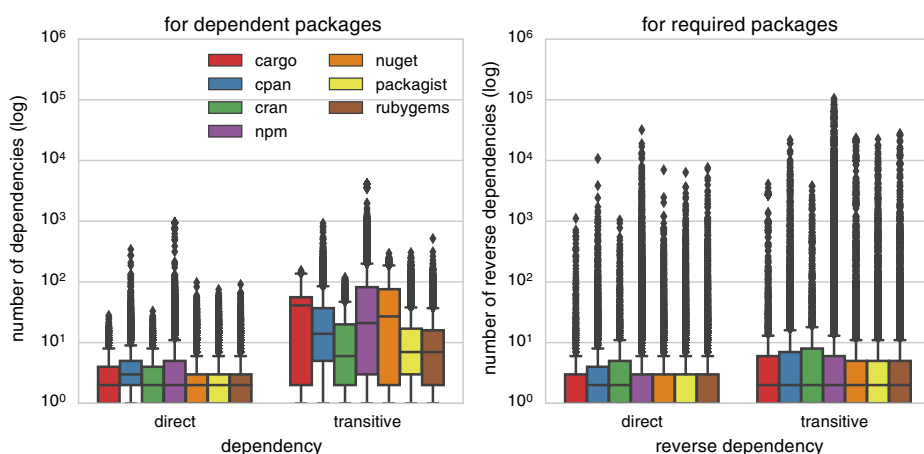 for dependent packages
number of dependencies (log)
10⁶
10⁵
10⁴
10³
10²
10¹
10⁰
cargo
cpan
cran
npm
nuget
packagist
rubygems
direct
transitive
dependency
for required packages
number of reverse dependencies (log)
10⁶
10⁵
10⁴
10³
10²
10¹
10⁰
direct
transitive
reverse dependency